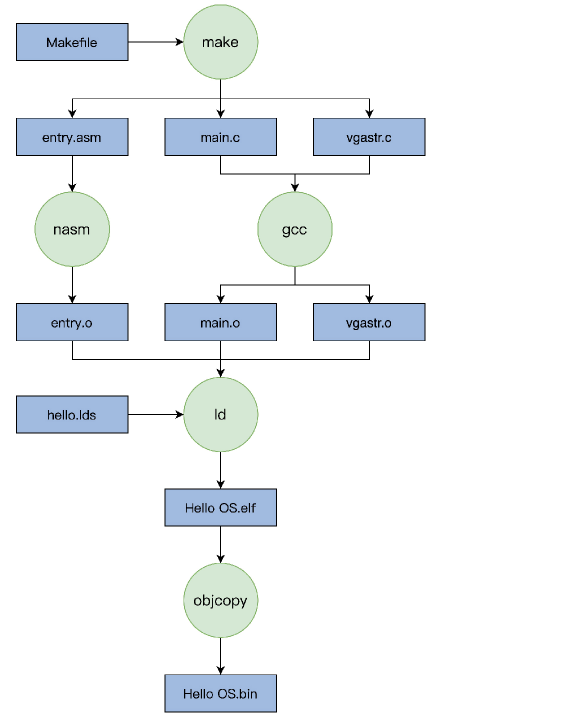 Makefile
make
entry.asm
main.c
vgastr.c
nasm
gcc
entry.o
main.o
vgastr.o
hello.lds
ld
Hello OS.elf
objcopy
Hello OS.bin